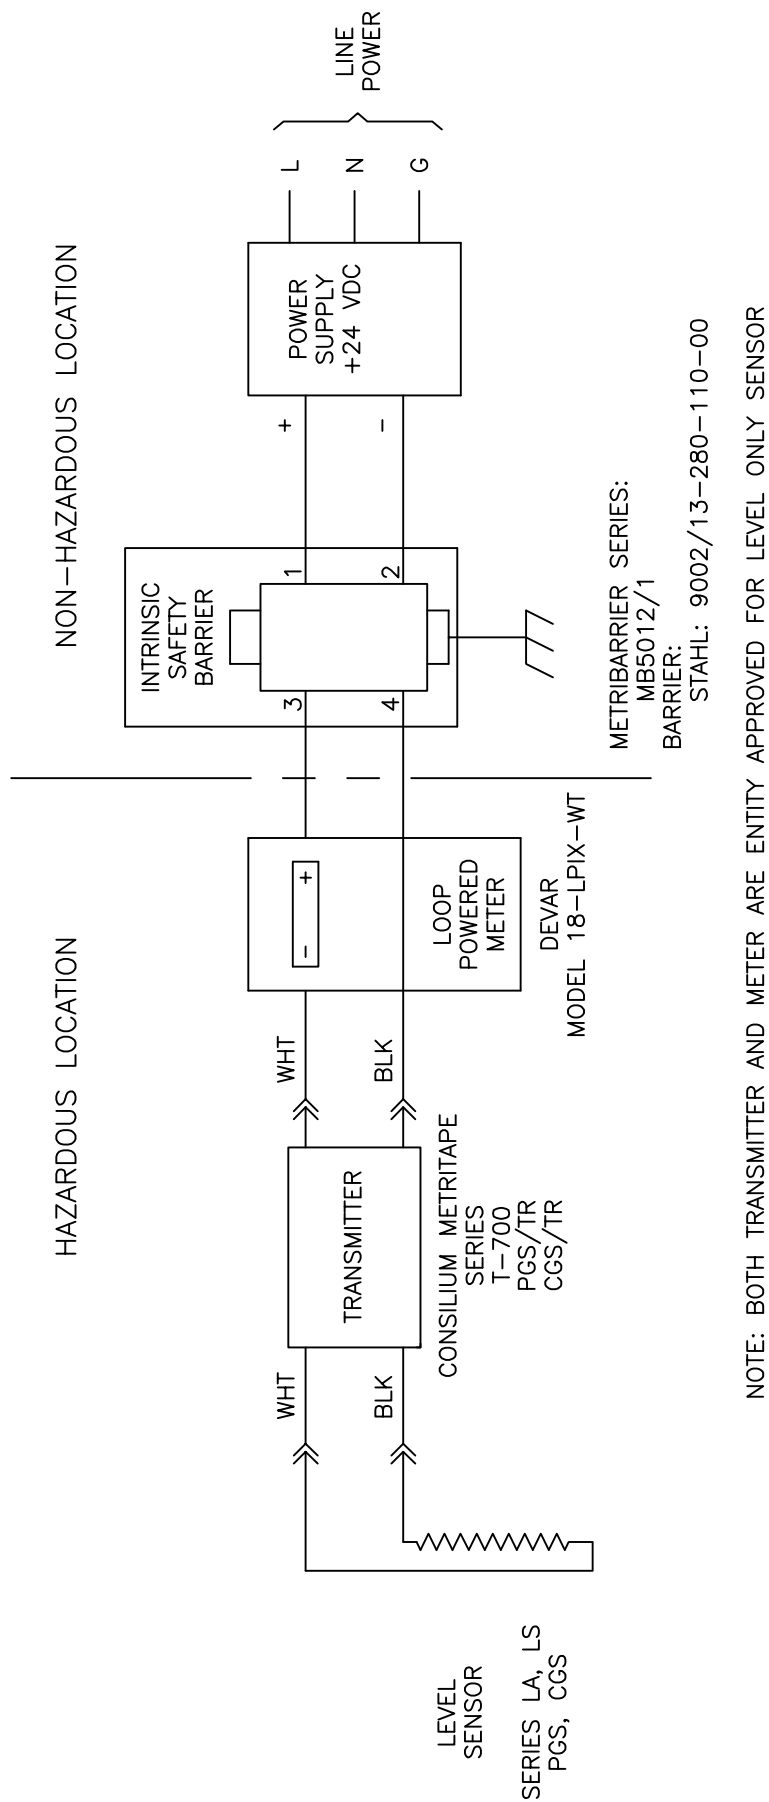 HAZARDOUS LOCATION
NON-HAZARDOUS LOCATION
LEVEL
SENSOR
SERIES LA, LS
PGS, CGS
WHT
BLK
TRANSMITTER
CONSILIUM METRITAPE
SERIES
T-700
PGS/TR
CGS/TR
WHT
BLK
- +
LOOP
POWERED
METER
DEVAR
MODEL 18-LPIX-WT
INTRINSIC
SAFETY
BARRIER
3
1
4
2
METRIBARRIER SERIES:
MB5012/1
BARRIER:
STAHL: 9002/13-280-110-00
+
-
POWER
SUPPLY
+24 VDC
L
N
G
LINE
POWER
NOTE: BOTH TRANSMITTER AND METER ARE ENTITY APPROVED FOR LEVEL ONLY SENSOR